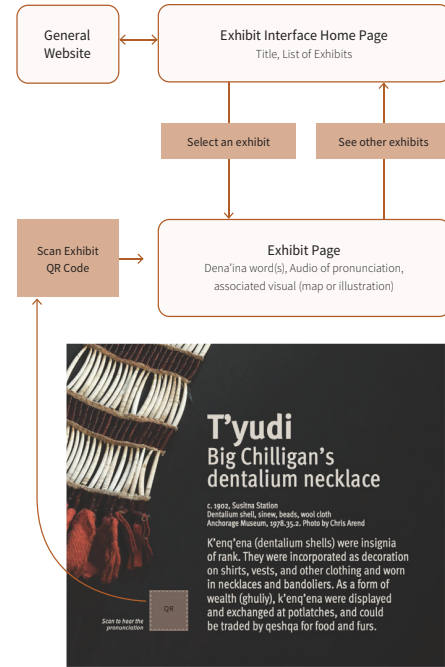 General
Website
Exhibit Interface Home Page
Title, List of Exhibits
Select an exhibit
See other exhibits
Scan Exhibit
QR Code
Exhibit Page
Dena'ina word(s), Audio of pronunciation,
associated visual (map or illustration)
T'yudi
Big Chilligan's
dentalium necklace
c. 1902, Susitna Station
Dentalium shell, sinew, beads, wool cloth
Anchorage Museum, 1978.35.2. Photo by Chris Arend
K'enq'ena (dentalium shells) were insignia
of rank. They were incorporated as decoration
on shirts, vests, and other clothing and worn
in necklaces and bandoliers. As a form of
wealth (ghuliy), k'enq'ena were displayed
and exchanged at potlatches, and could
be traded by qeshqa for food and furs.
QR
Scan to hear the
pronunciation